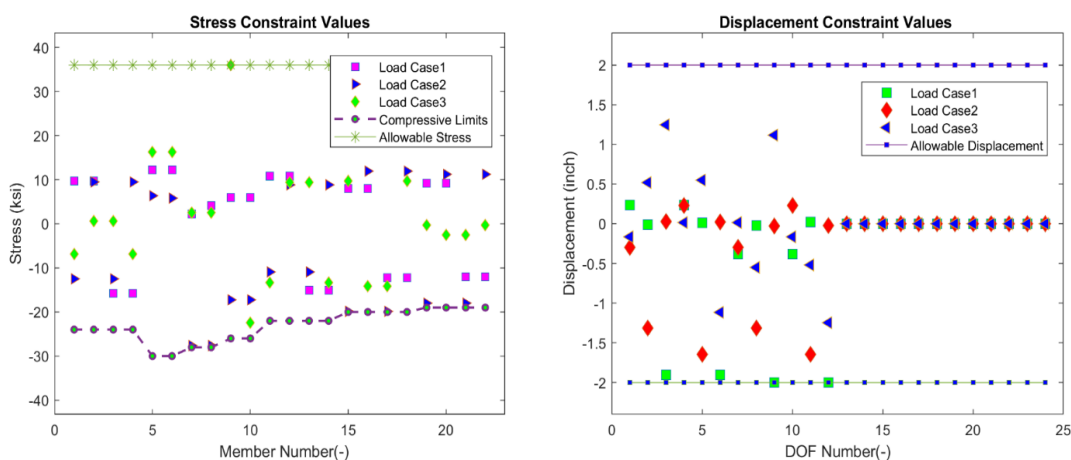 Stress Constraint Values
Stress (ksi)
40
30
20
10
0
-10
-20
-30
-40
0
5
10
15
20
Member Number(-)
Load Case1
Load Case2
Load Case3
Compressive Limits
Allowable Stress
Displacement Constraint Values
Displacement (inch)
2
1.5
1
0.5
0
-0.5
-1
-1.5
-2
0
5
10
15
20
25
DOF Number(-)
Load Case1
Load Case2
Load Case3
Allowable Displacement